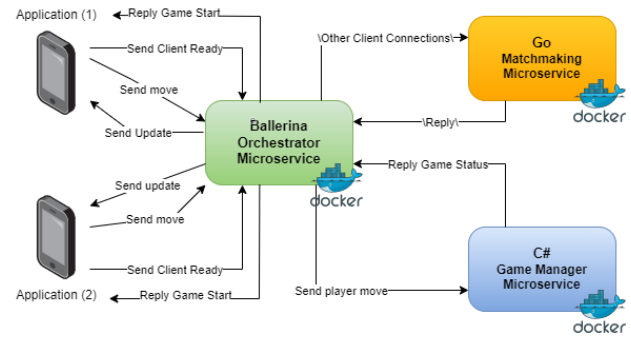 Application (1)
Reply Game Start
Send Client Ready
Send move
Send Update
\Other Client Connections\
Go
Matchmaking
Microservice
docker
\Reply\
Ballerina
Orchestrator
Microservice
docker
Reply Game Status
Send update
Send move
Send Client Ready
Application (2)
Reply Game Start
Send player move
C#
Game Manager
Microservice
docker